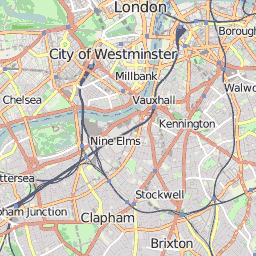 London
Borough
City of Westminster
Millbank
Walwo
Chelsea
Vauxhall
Kennington
Nine Elms
ttersea
Stockwell
pham Junction
Clapham
Brixton